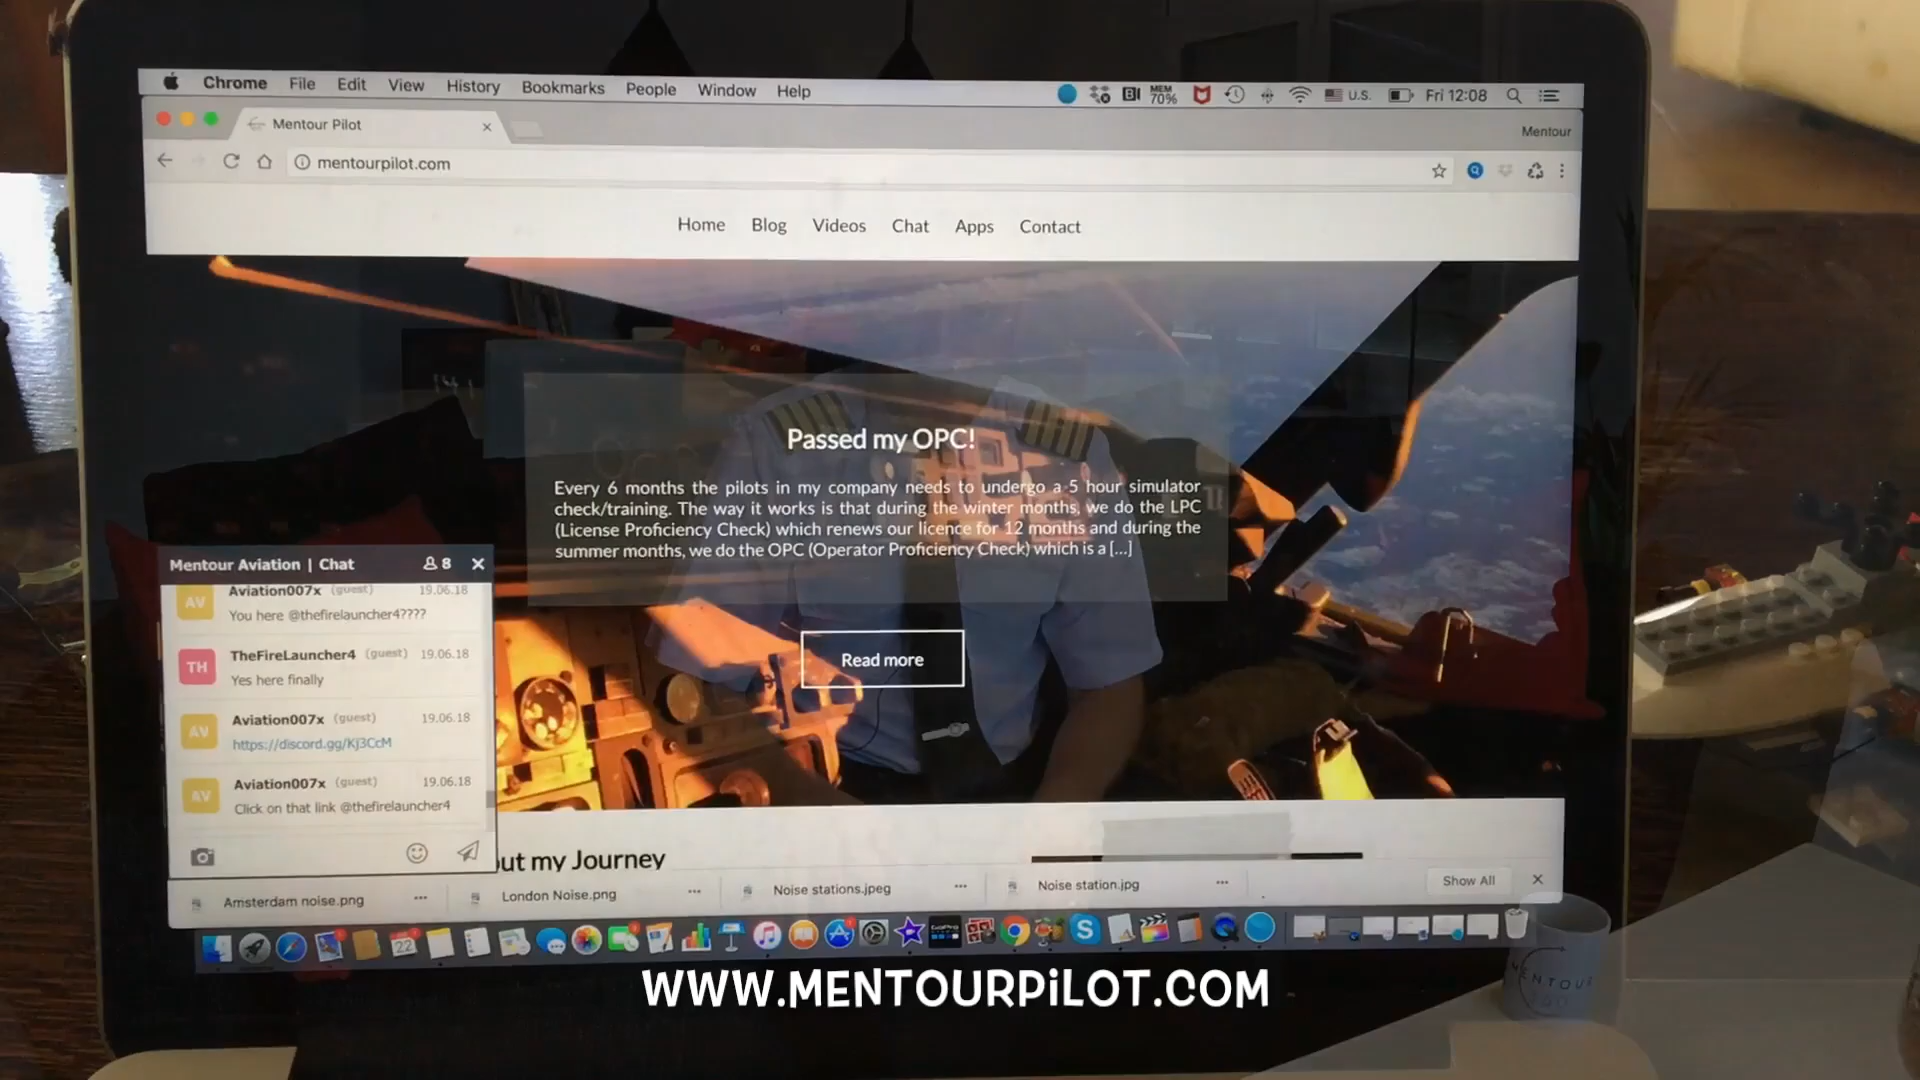 Chrome File Edit View History Bookmarks People Window Help
MEM 70% U.S. Fri 12:08
Mentour Pilot
Mentour
mentourpilot.com
Home Blog Videos Chat Apps Contact
Passed my OPC!
Every 6 months the pilots in my company needs to undergo a 5 hour simulator
check/training. The way it works is that during the winter months, we do the LPC
(License Proficiency Check) which renews our licence for 12 months and during the
summer months, we do the OPC (Operator Proficiency Check) which is a [...]
Read more
Mentour Aviation | Chat 8
AV Aviation007x (guest) 19.06.18
You here @thefirelauncher4????
TH TheFireLauncher4 (guest) 19.06.18
Yes here finally
AV Aviation007x (guest) 19.06.18
https://discord.gg/Kj3CcM
AV Aviation007x (guest) 19.06.18
Click on that link @thefirelauncher4
out my Journey
Amsterdam noise.png London Noise.png Noise stations.jpeg Noise station.jpg Show All
22
MENTOUR
WWW.MENTOURPiLOT.COM